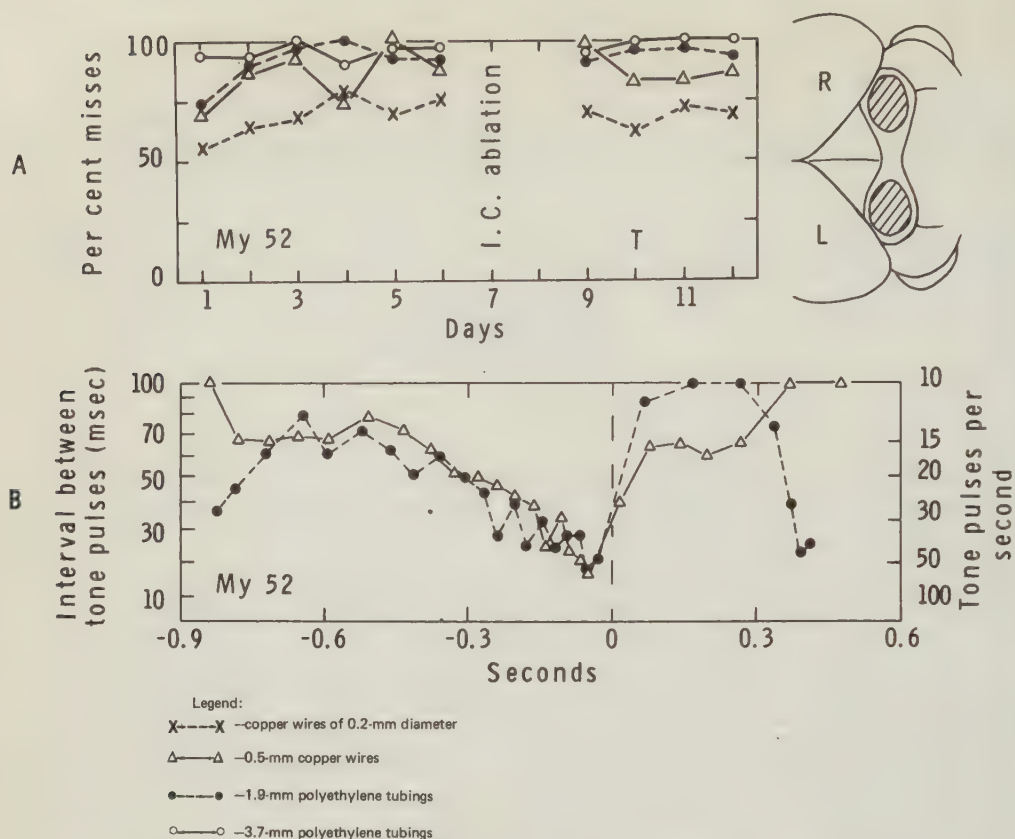 A
Per cent misses
100
50
0
My 52
I.C. ablation
T
1 3 5 7 9 11
Days
R
L
B
Interval between
tone pulses (msec)
100
70
50
30
10
My 52
-0.9 -0.6 -0.3 0 0.3 0.6
Seconds
10
15
20
30
50
100
Tone pulses per
second
Legend:
X----X --copper wires of 0.2-mm diameter
△—△ –0.5-mm copper wires
●----● –1.9-mm polyethylene tubings
○—○ –3.7-mm polyethylene tubings